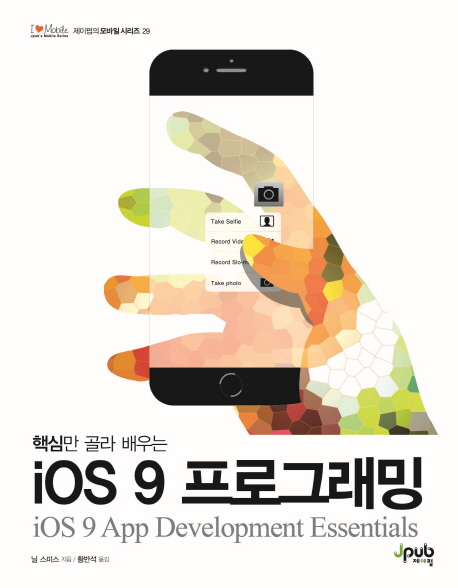 I ♥ Mobile
Jpub's Mobile Series
제이펍의 모바일 시리즈 29
Take Selfie
Record Vide
Record Slo-m
Take photo
핵심만 골라 배우는
iOS 9 프로그래밍
iOS 9 App Development Essentials
닐 스미스 지음 / 황반석 옮김
Jpub
제이펍